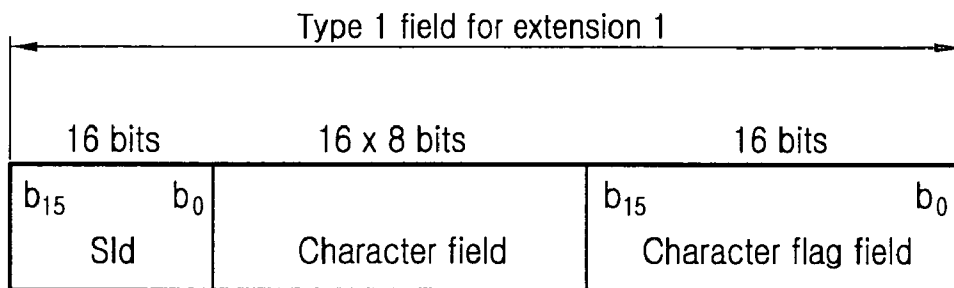 Type 1 field for extension 1
16 bits 16 x 8 bits 16 bits
b₁₅ b₀ b₁₅ b₀
SId Character field Character flag field